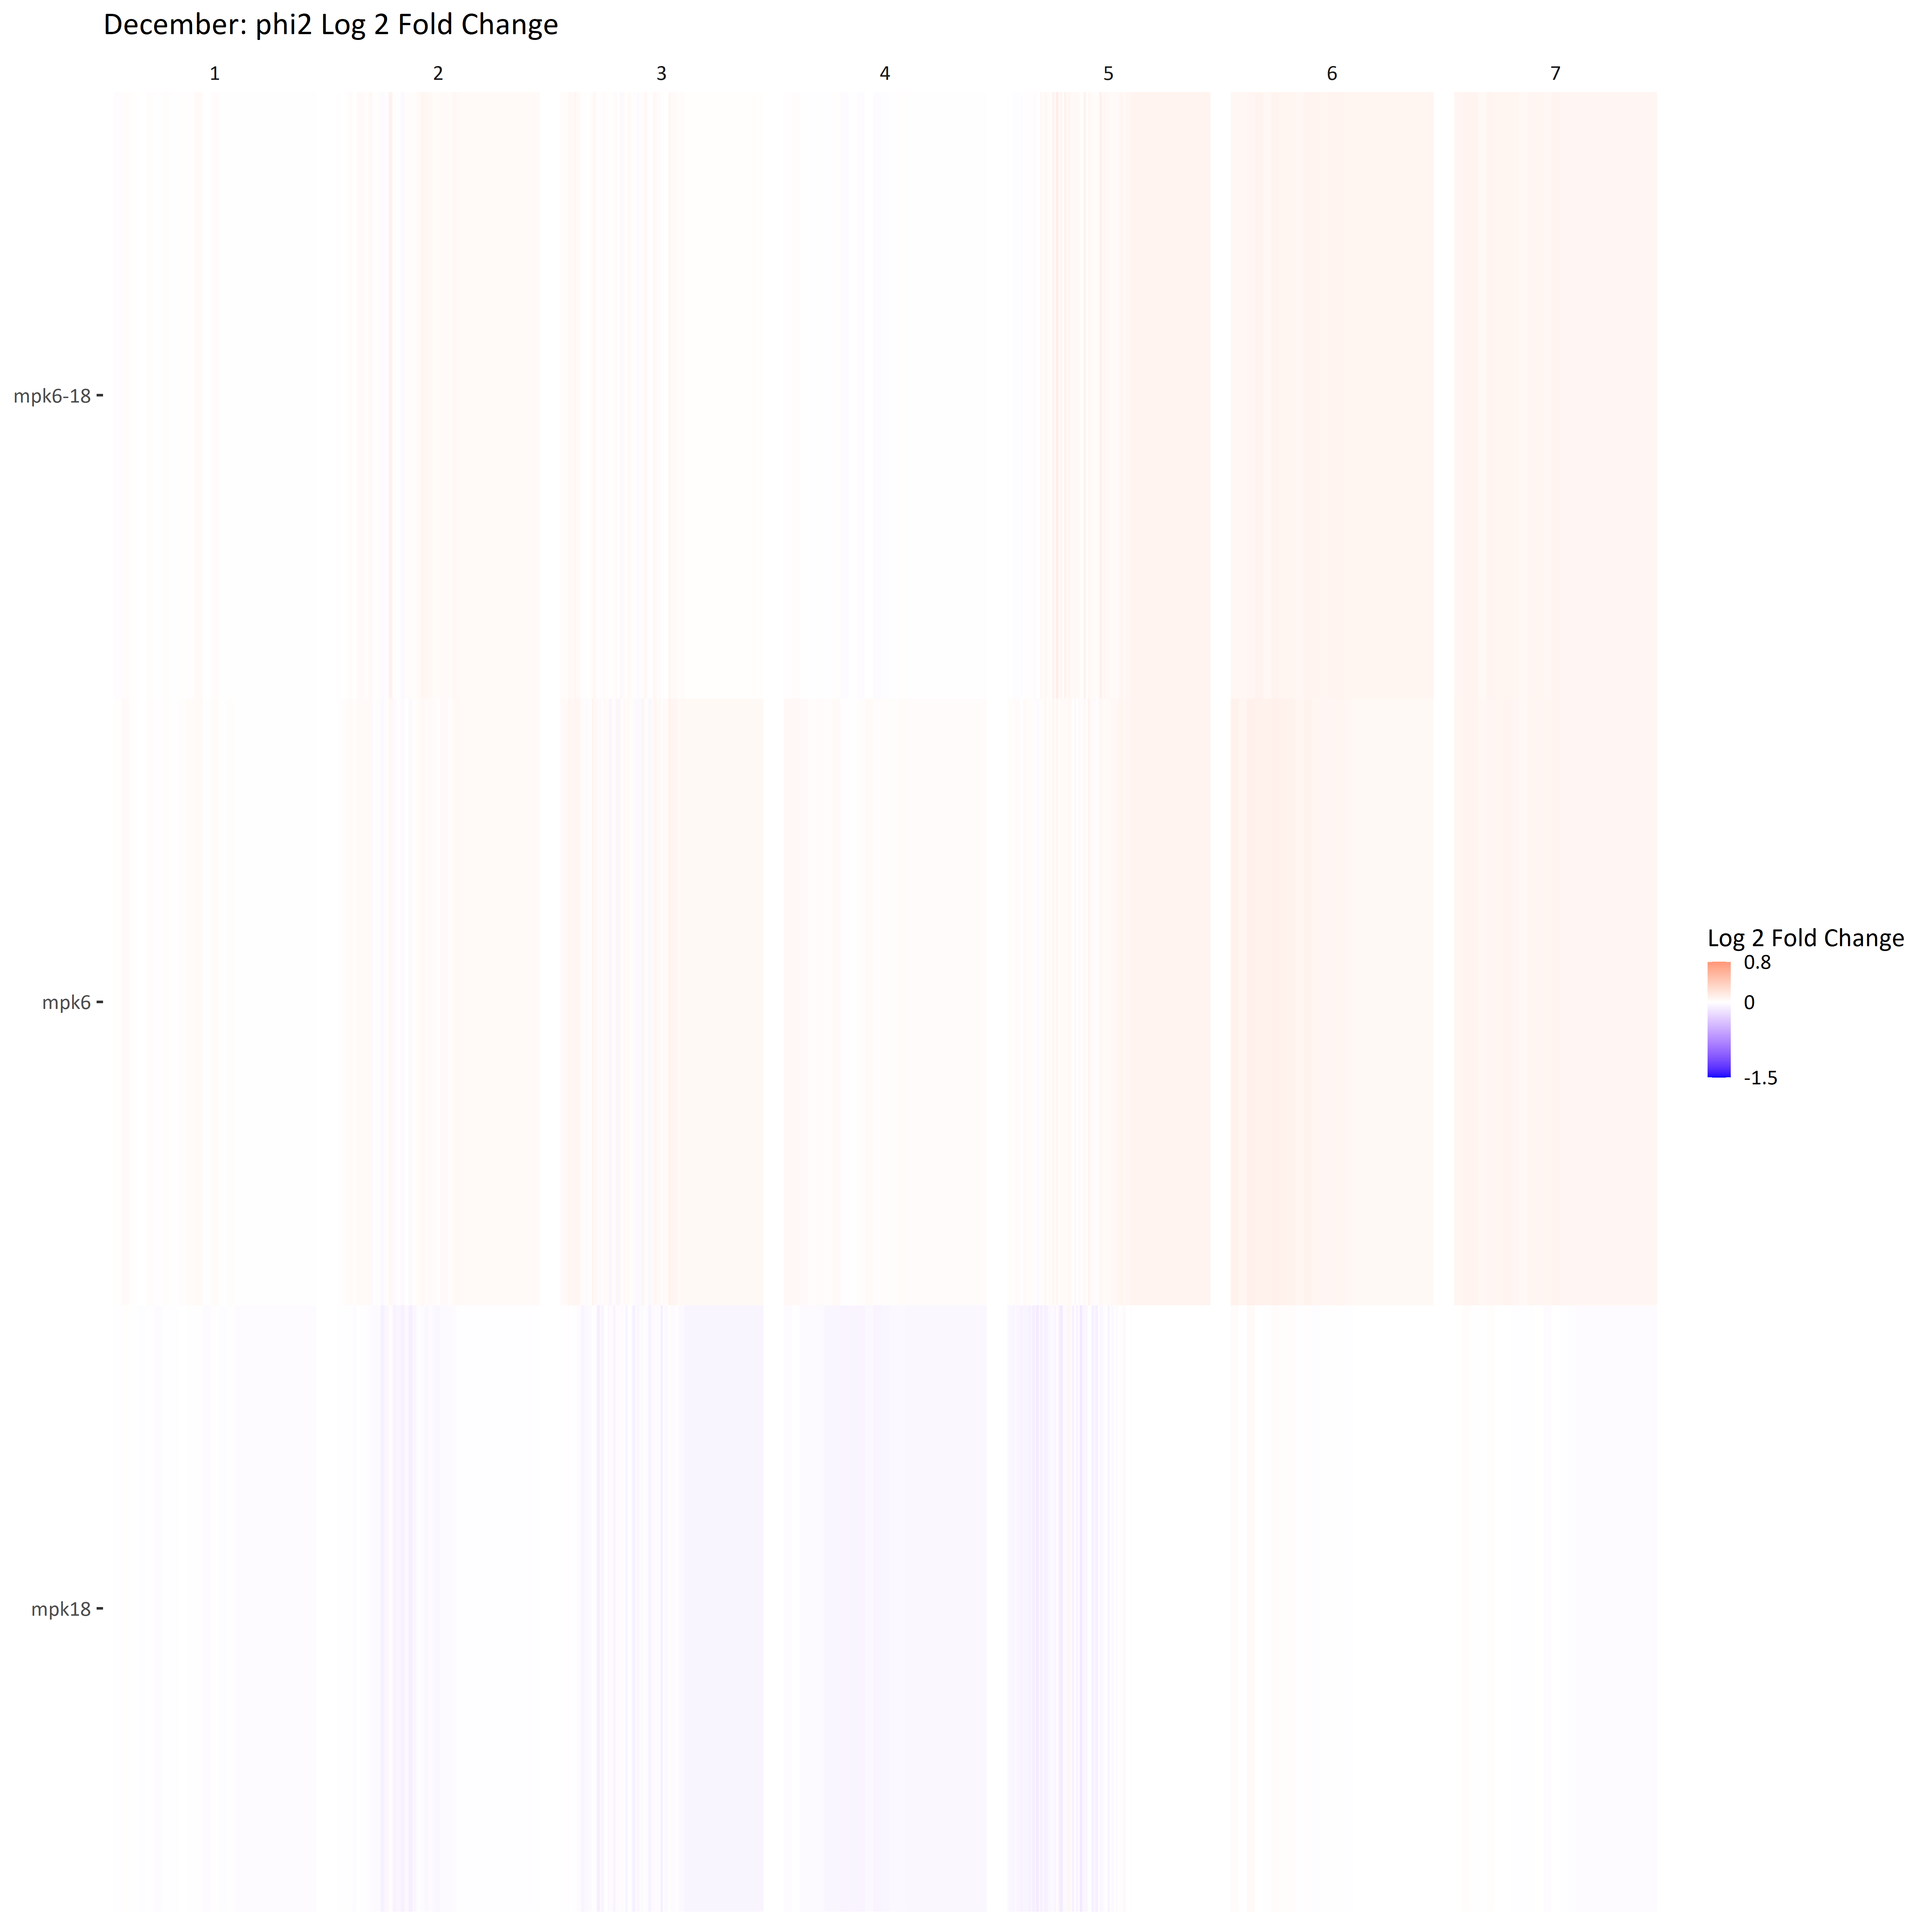 December: phi2 Log 2 Fold Change
1 2 3 4 5 6 7
mpk6-18
mpk6
mpk18
Log 2 Fold Change
0.8
0
-1.5